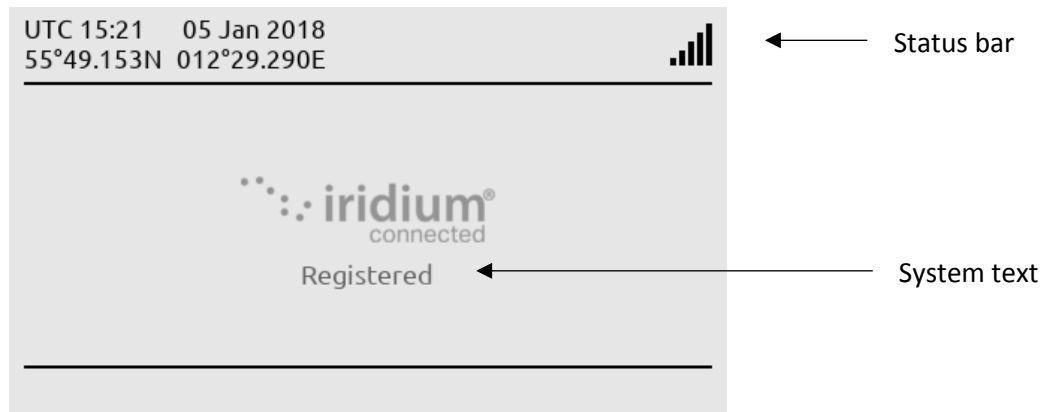 UTC 15:21 05 Jan 2018
55°49.153N 012°29.290E
Status bar
iridium®
connected
Registered
System text